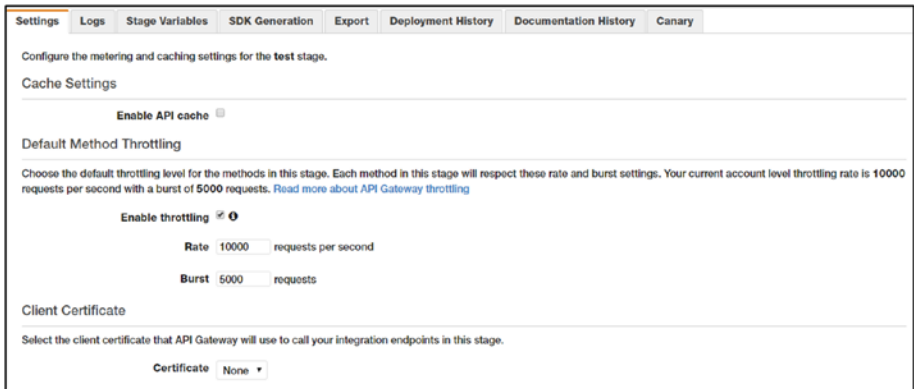 Settings Logs Stage Variables SDK Generation Export Deployment History Documentation History Canary
Configure the metering and caching settings for the test stage.
Cache Settings
Enable API cache
Default Method Throttling
Choose the default throttling level for the methods in this stage. Each method in this stage will respect these rate and burst settings. Your current account level throttling rate is 10000
requests per second with a burst of 5000 requests. Read more about API Gateway throttling
Enable throttling
Rate 10000 requests per second
Burst 5000 requests
Client Certificate
Select the client certificate that API Gateway will use to call your integration endpoints in this stage.
Certificate None